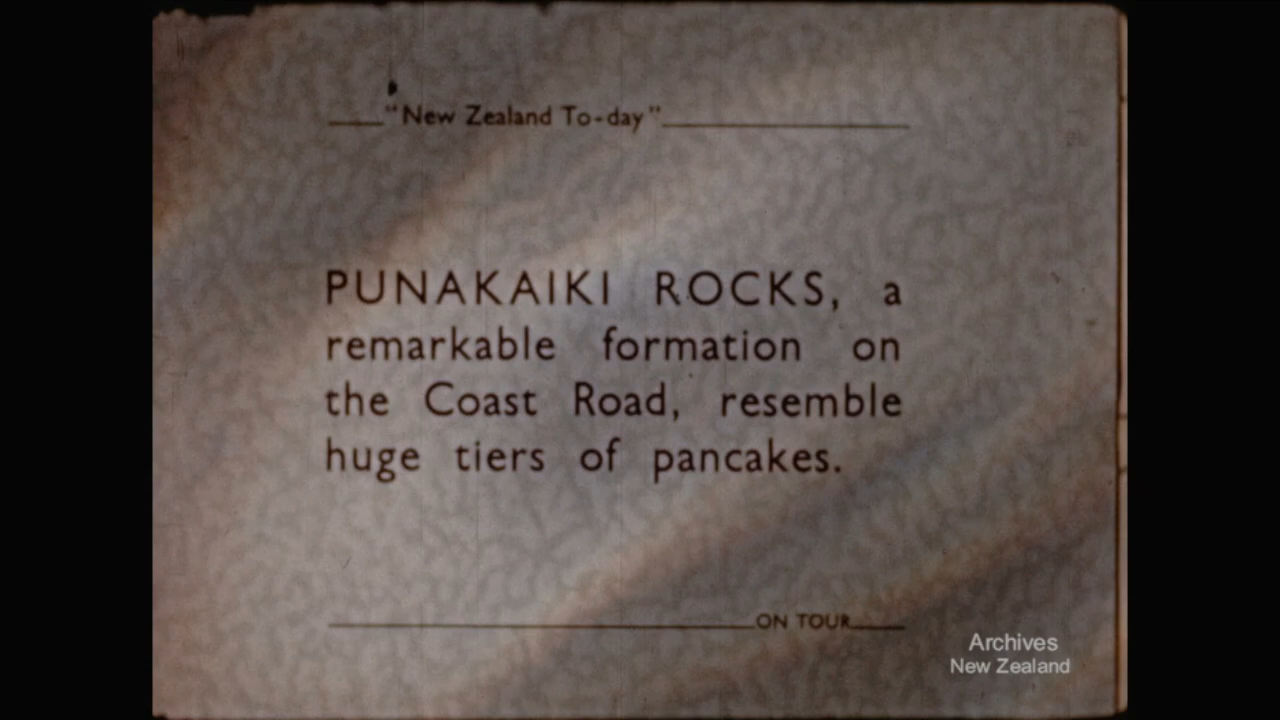 "New Zealand To-day"
PUNAKAIKI ROCKS, a
remarkable formation on
the Coast Road, resemble
huge tiers of pancakes.
ON TOUR
Archives
New Zealand